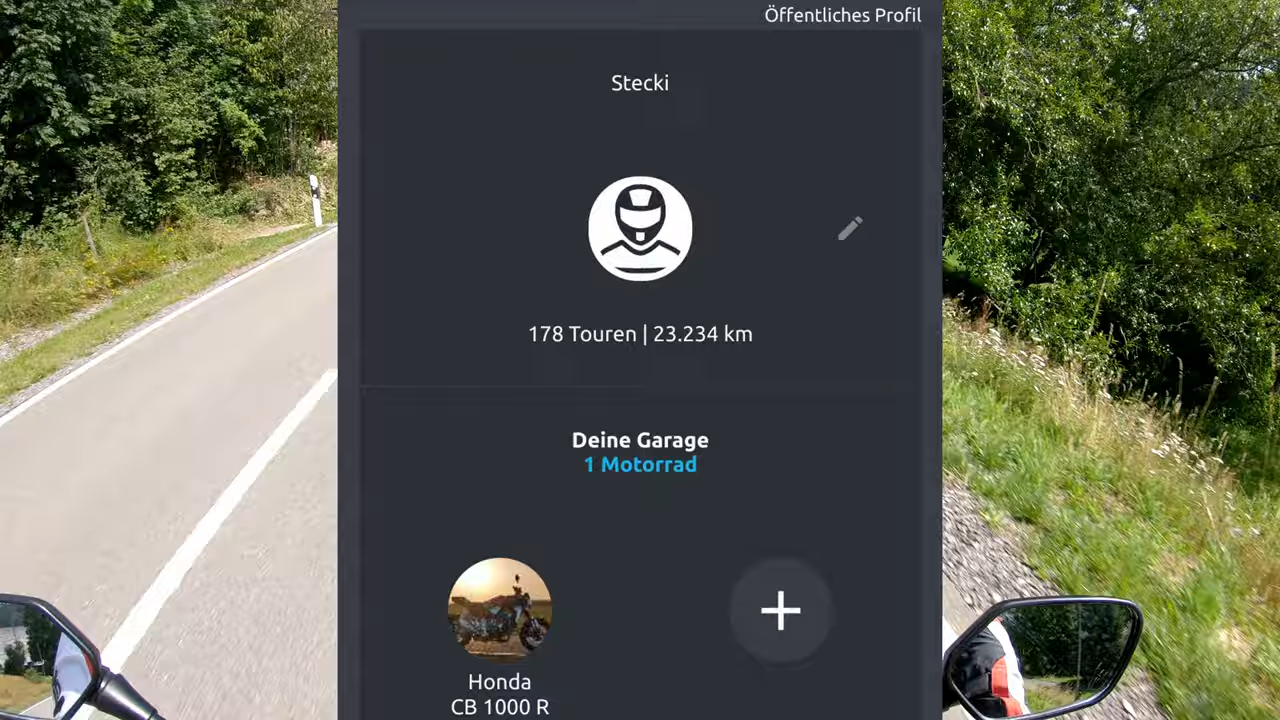 Öffentliches Profil
Stecki
178 Touren | 23.234 km
Deine Garage
1 Motorrad
Honda
CB 1000 R